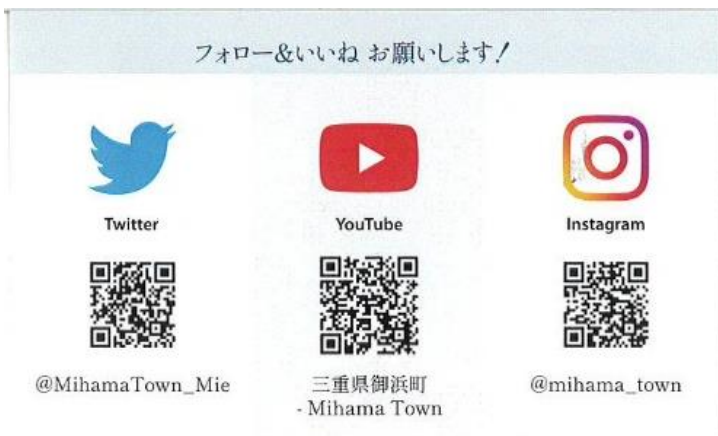 フォロー&いいね お願いします!
Twitter
YouTube
Instagram
@MihamaTown_Mie
三重県御浜町
- Mihama Town
@mihama_town